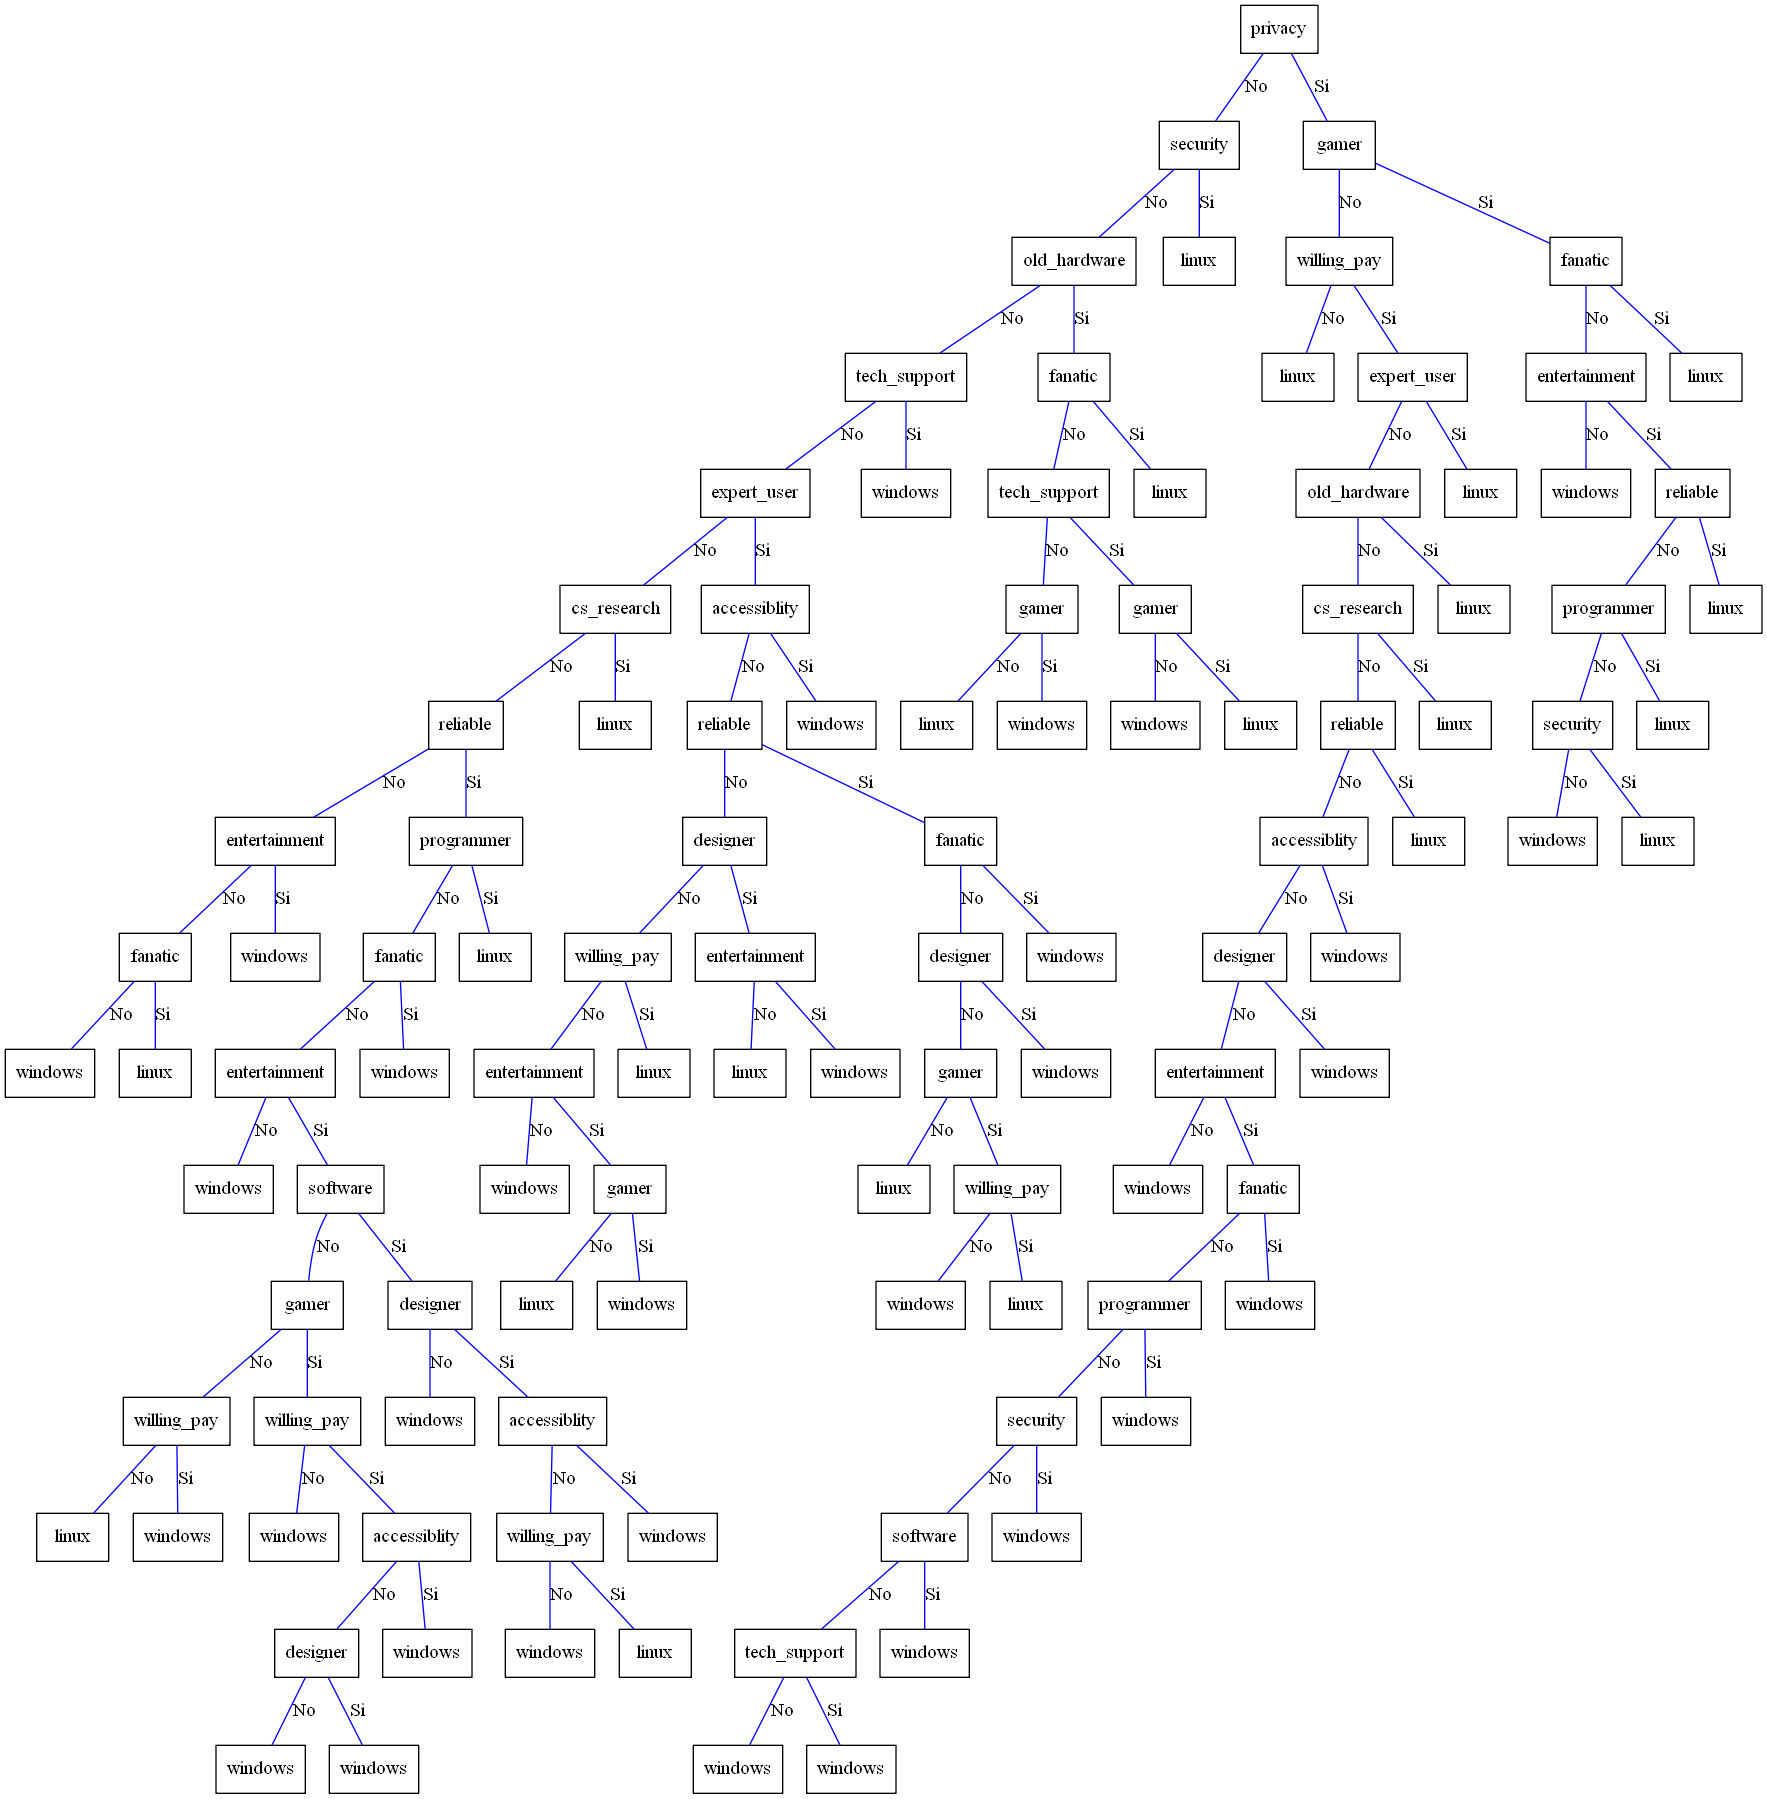 privacy
No Si
security gamer
No Si No Si
old_hardware linux willing_pay fanatic
No Si No Si No Si
tech_support fanatic linux expert_user entertainment linux
No Si No Si No Si No Si
expert_user windows tech_support linux old_hardware linux windows reliable
No Si No Si No Si No Si
cs_research accessiblity gamer gamer cs_research linux programmer linux
No Si No Si No Si No Si No Si No Si
reliable linux reliable windows linux windows windows linux reliable linux security linux
No Si No Si No Si No Si
entertainment programmer designer fanatic accessiblity linux windows linux
No Si No Si No Si No Si No Si
fanatic windows fanatic linux willing_pay entertainment designer windows designer windows
No Si No Si No Si No Si No Si No Si
windows linux entertainment windows entertainment linux linux windows gamer windows entertainment windows
No Si No Si No Si No Si
windows software windows gamer linux willing_pay windows fanatic
No Si No Si No Si No Si
gamer designer linux windows windows linux programmer windows
No Si No Si No Si
willing_pay willing_pay windows accessiblity security windows
No Si No Si No Si No Si
linux windows windows accessiblity willing_pay windows software windows
No Si No Si No Si
designer windows windows linux tech_support windows
No Si No Si
windows windows windows windows